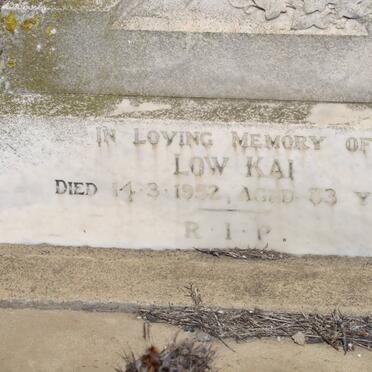 IN LOVING MEMORY OF
LOW KAI
DIED 14·3·1952, AGED 83 Y
R·I·P·